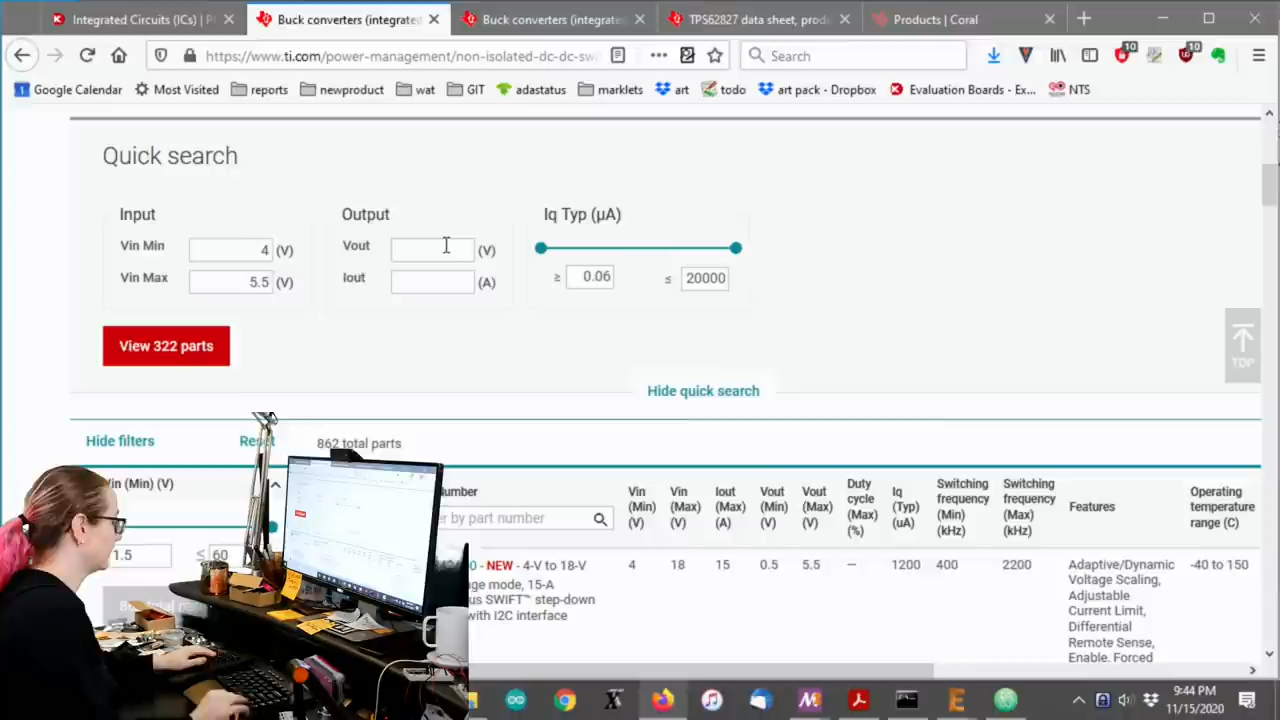 Integrated Circuits (ICs) | P
Buck converters (integrated
Buck converters (integrate
TPS62827 data sheet, prod
Products | Coral
https://www.ti.com/power-management/non-isolated-dc-dc-sw
Search
10
10
Google Calendar
Most Visited
reports
newproduct
wat
GIT
adastatus
marklets
art
todo
art pack - Dropbox
Evaluation Boards - Ex...
NTS
Quick search
Input
Output
Iq Typ (µA)
Vin Min 4 (V)
Vout (V)
Vin Max 5.5 (V)
Iout (A)
≥ 0.06 ≤ 20000
View 322 parts
TOP
Hide quick search
Hide filters
Reset
862 total parts
Vin (Min) (V)
1.5 ≤ 60
Number
er by part number
Vin (Min) (V)
Vin (Max) (V)
Iout (Max) (A)
Vout (Min) (V)
Vout (Max) (V)
Duty cycle (Max) (%)
Iq (Typ) (uA)
Switching frequency (Min) (kHz)
Switching frequency (Max) (kHz)
Features
Operating temperature range (C)
0 - NEW - 4-V to 18-V
ge mode, 15-A
us SWIFT™ step-down
with I2C interface
4 18 15 0.5 5.5 — 1200 400 2200
Adaptive/Dynamic
Voltage Scaling,
Adjustable
Current Limit,
Differential
Remote Sense,
Enable, Forced
-40 to 150
9:44 PM
11/15/2020